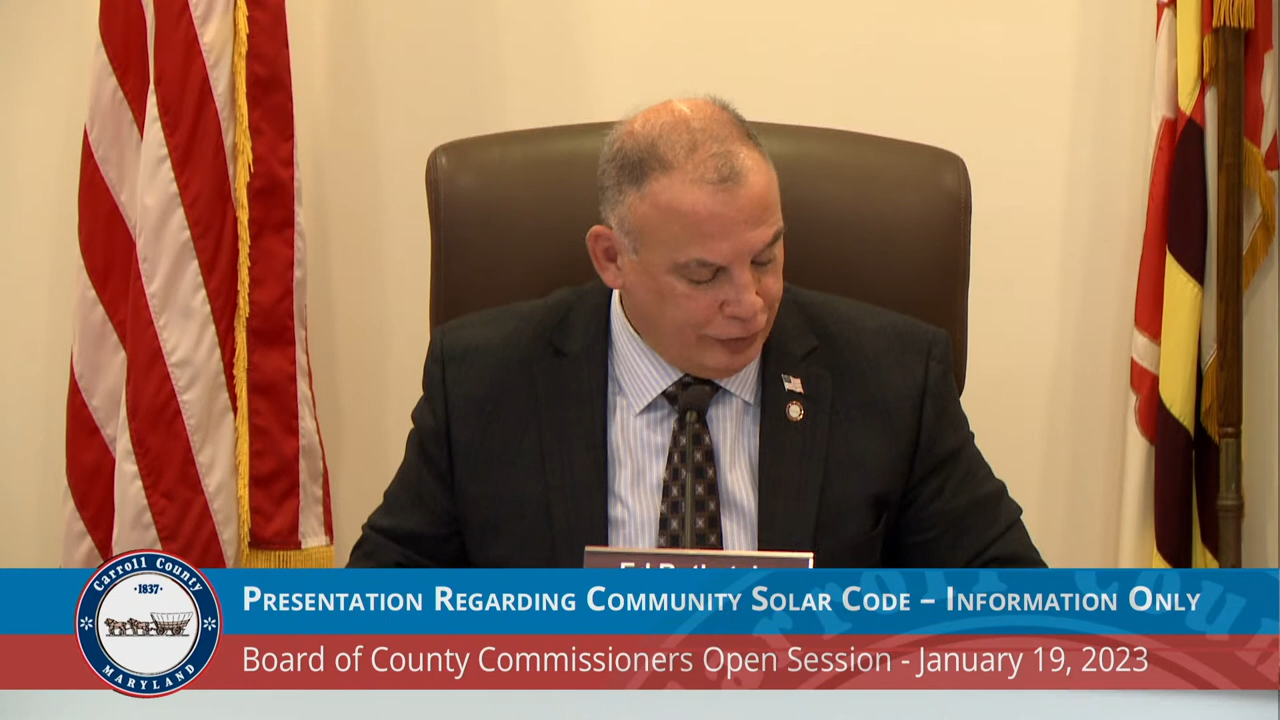 PRESENTATION REGARDING COMMUNITY SOLAR CODE – INFORMATION ONLY
Board of County Commissioners Open Session - January 19, 2023
Carroll County
·1837·
MARYLAND